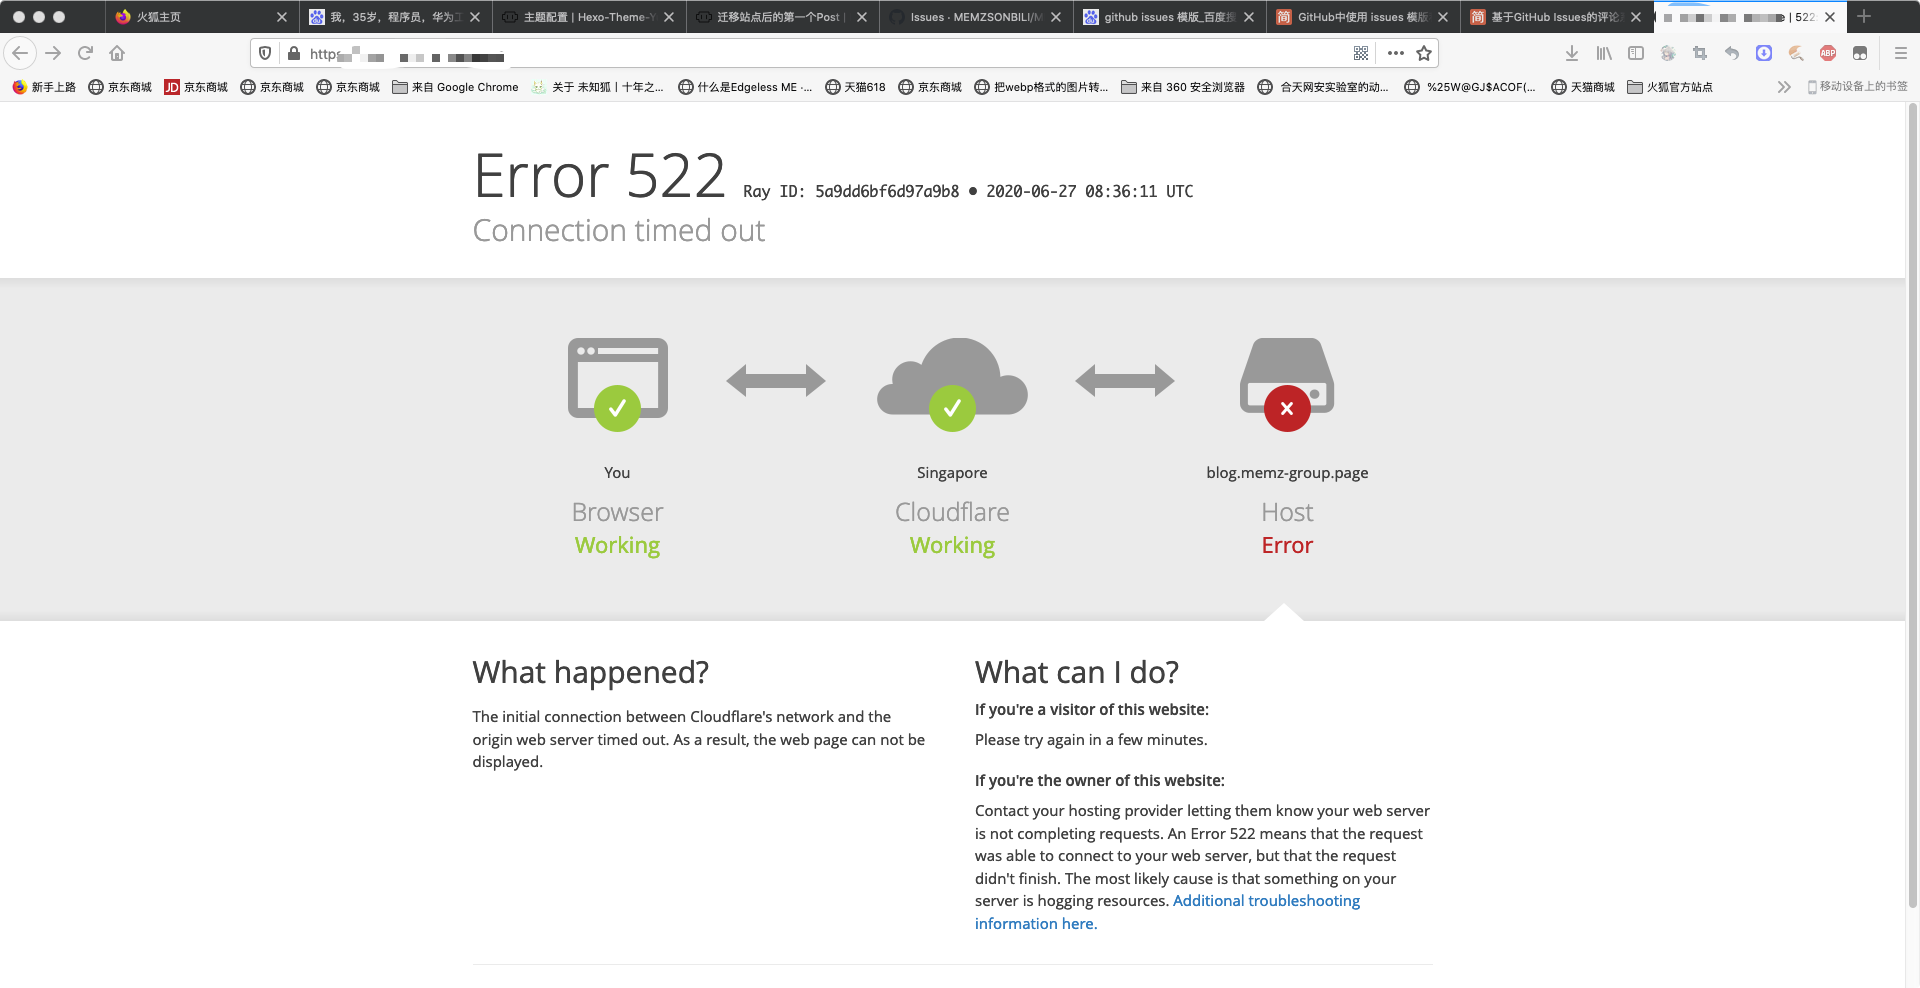 火狐主页
我，35岁，程序员，华为工
主题配置 | Hexo-Theme-Y
迁移站点后的第一个Post |
Issues · MEMZSONBILI/M
github issues 模版_百度搜
GitHub中使用 issues 模版
基于GitHub Issues的评论系
| 522:
https
新手上路
京东商城
JD 京东商城
京东商城
京东商城
来自 Google Chrome
关于 未知狐丨十年之...
什么是Edgeless ME ·...
天猫618
京东商城
把webp格式的图片转...
来自 360 安全浏览器
合天网安实验室的动...
%25W@GJ$ACOF(...
天猫商城
火狐官方站点
移动设备上的书签
Error 522 Ray ID: 5a9dd6bf6d97a9b8 • 2020-06-27 08:36:11 UTC
Connection timed out
You
Browser
Working
Singapore
Cloudflare
Working
blog.memz-group.page
Host
Error
What happened?
The initial connection between Cloudflare's network and the
origin web server timed out. As a result, the web page can not be
displayed.
What can I do?
If you're a visitor of this website:
Please try again in a few minutes.
If you're the owner of this website:
Contact your hosting provider letting them know your web server
is not completing requests. An Error 522 means that the request
was able to connect to your web server, but that the request
didn't finish. The most likely cause is that something on your
server is hogging resources. Additional troubleshooting
information here.